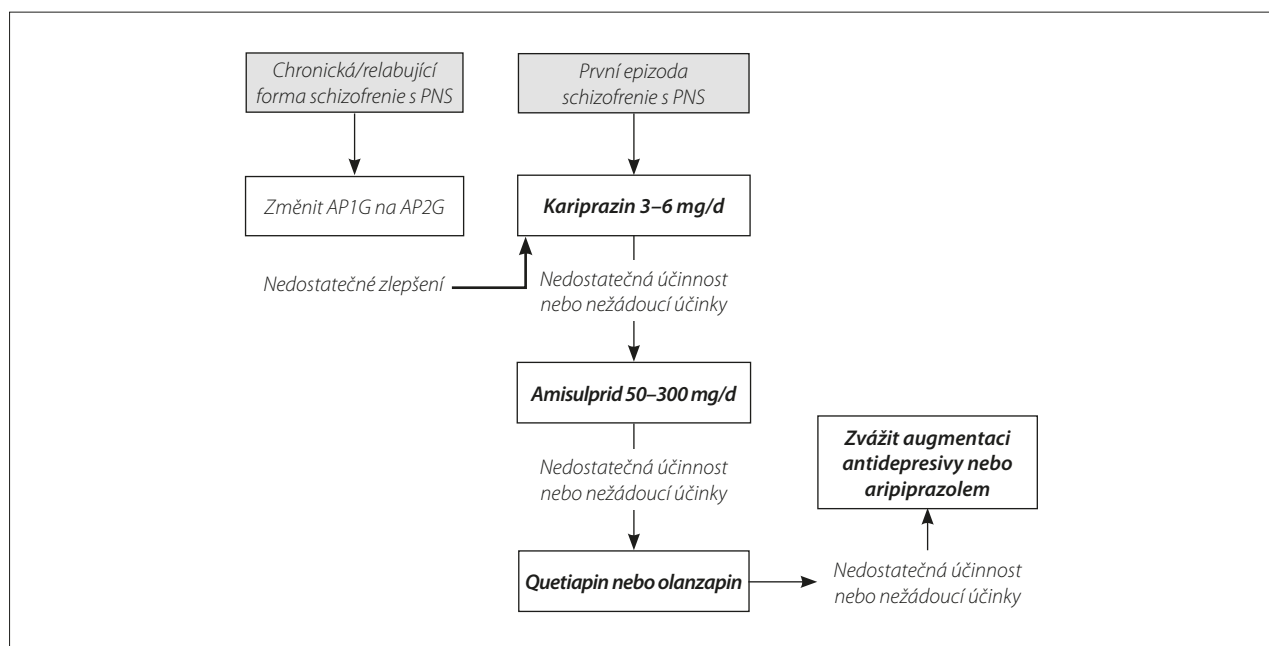 Chronická/relabující
forma schizofrenie s PNS
První epizoda
schizofrenie s PNS
Změnit AP1G na AP2G
Kariprazin 3–6 mg/d
Nedostatečné zlepšení
Nedostatečná účinnost
nebo nežádoucí účinky
Amisulprid 50–300 mg/d
Nedostatečná účinnost
nebo nežádoucí účinky
Zvážit augmentaci
antidepresivy nebo
aripiprazolem
Quetiapin nebo olanzapin
Nedostatečná účinnost
nebo nežádoucí účinky